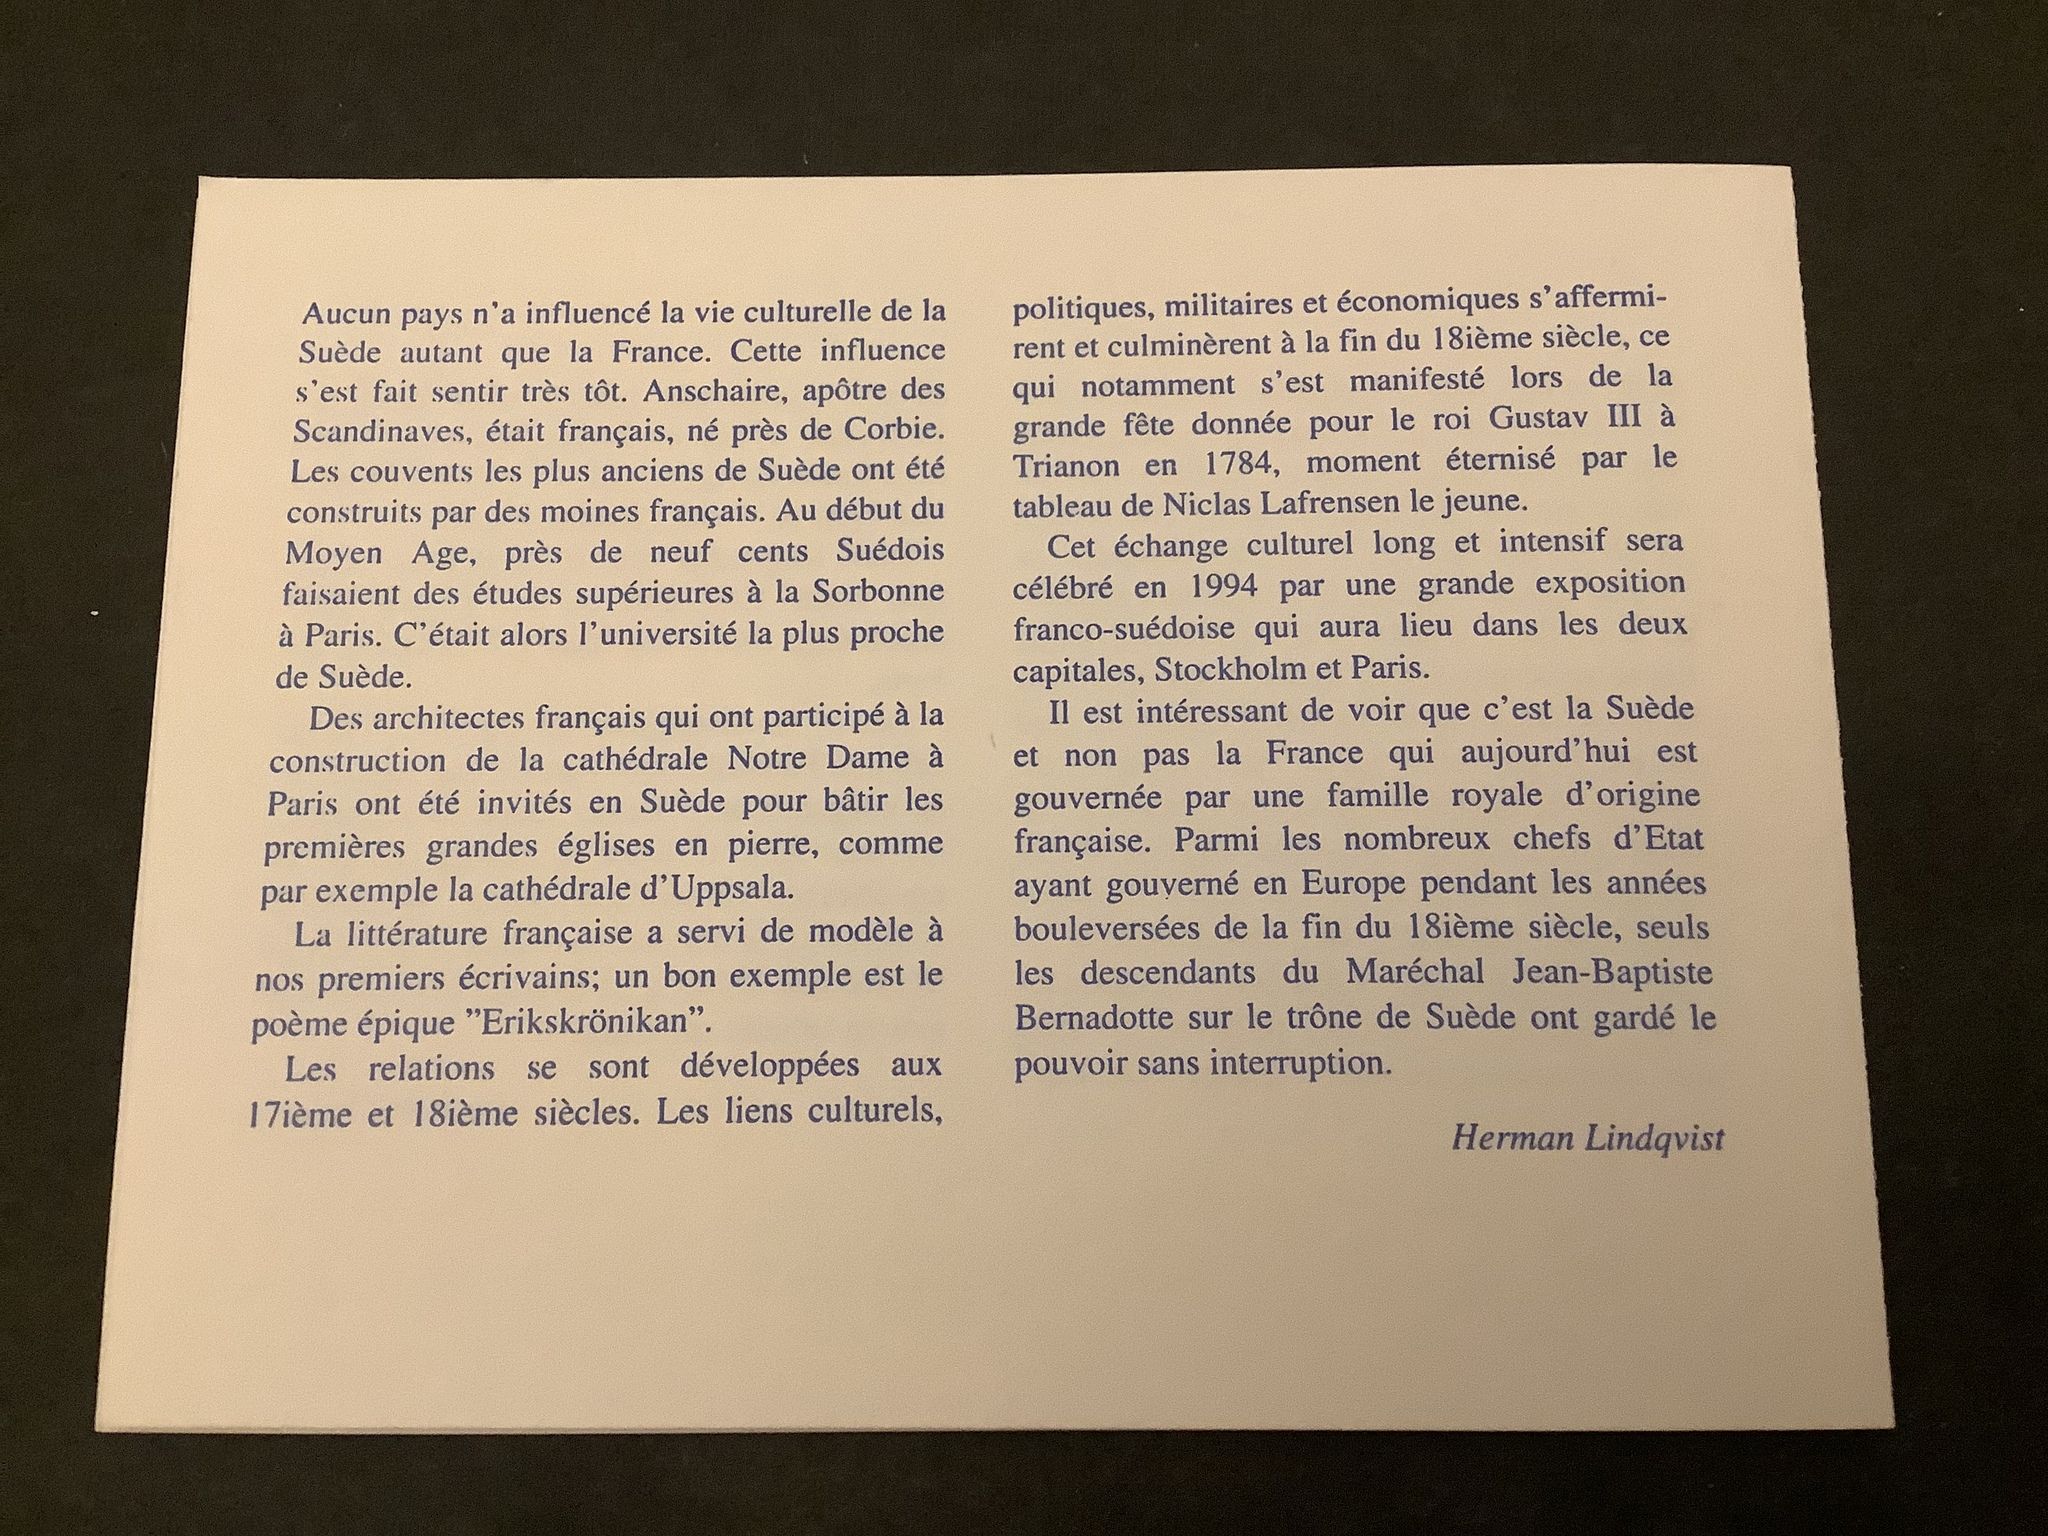 Aucun pays n'a influencé la vie culturelle de la
Suède autant que la France. Cette influence
s'est fait sentir très tôt. Anschaire, apôtre des
Scandinaves, était français, né près de Corbie.
Les couvents les plus anciens de Suède ont été
construits par des moines français. Au début du
Moyen Age, près de neuf cents Suédois
faisaient des études supérieures à la Sorbonne
à Paris. C'était alors l'université la plus proche
de Suède.
Des architectes français qui ont participé à la
construction de la cathédrale Notre Dame à
Paris ont été invités en Suède pour bâtir les
premières grandes églises en pierre, comme
par exemple la cathédrale d'Uppsala.
La littérature française a servi de modèle à
nos premiers écrivains; un bon exemple est le
poème épique ”Erikskrönikan”.
Les relations se sont développées aux
17ième et 18ième siècles. Les liens culturels,
politiques, militaires et économiques s'affermi-
rent et culminèrent à la fin du 18ième siècle, ce
qui notamment s'est manifesté lors de la
grande fête donnée pour le roi Gustav III à
Trianon en 1784, moment éternisé par le
tableau de Niclas Lafrensen le jeune.
Cet échange culturel long et intensif sera
célébré en 1994 par une grande exposition
franco-suédoise qui aura lieu dans les deux
capitales, Stockholm et Paris.
Il est intéressant de voir que c'est la Suède
et non pas la France qui aujourd'hui est
gouvernée par une famille royale d'origine
française. Parmi les nombreux chefs d'Etat
ayant gouverné en Europe pendant les années
bouleversées de la fin du 18ième siècle, seuls
les descendants du Maréchal Jean-Baptiste
Bernadotte sur le trône de Suède ont gardé le
pouvoir sans interruption.
Herman Lindqvist